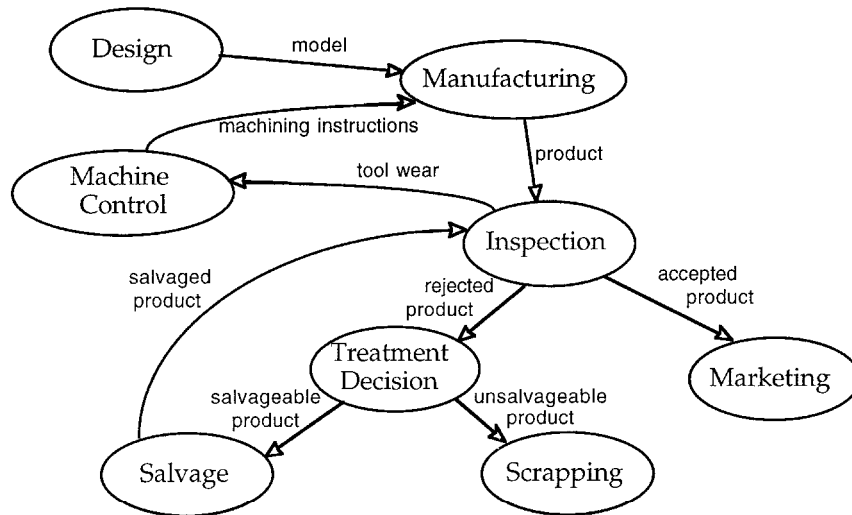 Design
model
Manufacturing
machining instructions
product
Machine
Control
tool wear
Inspection
salvaged
product
rejected
product
accepted
product
Treatment
Decision
Marketing
salvageable
product
unsalvageable
product
Salvage
Scrapping